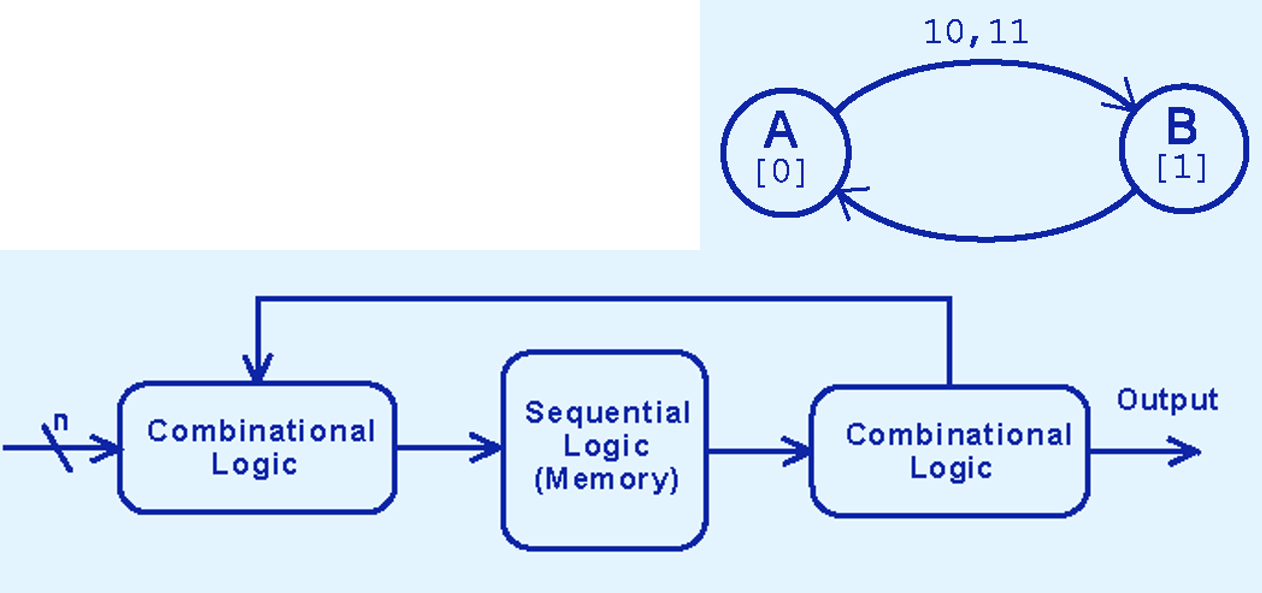 10,11
A
[0]
B
[1]
n
Combinational
Logic
Sequential
Logic
(Memory)
Combinational
Logic
Output